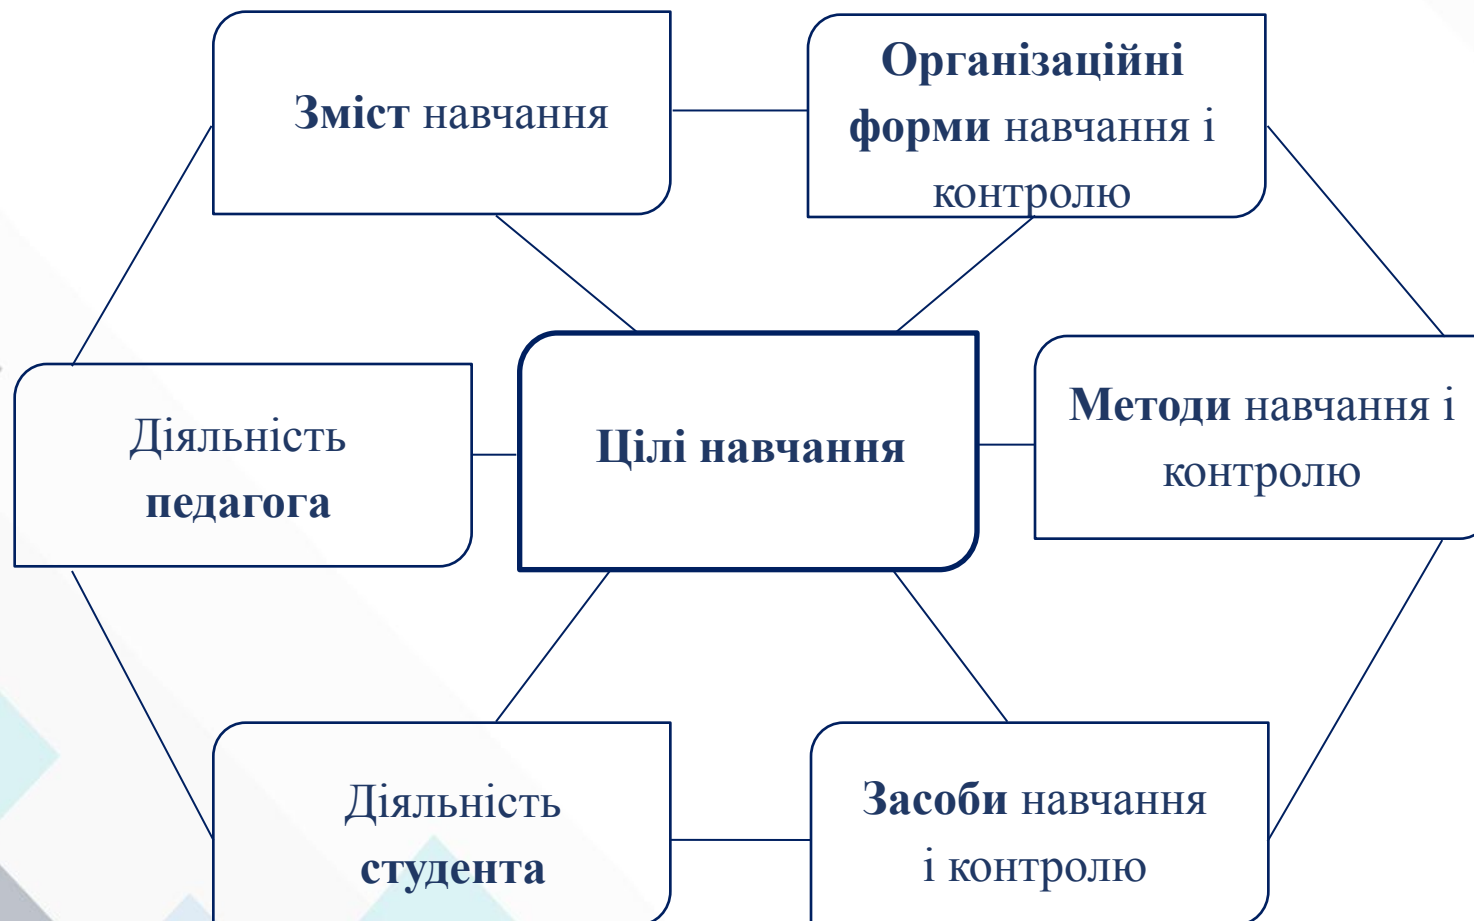 Зміст навчання
Організаційні
форми навчання і
контролю
Діяльність
педагога
Цілі навчання
Методи навчання і
контролю
Діяльність
студента
Засоби навчання
і контролю